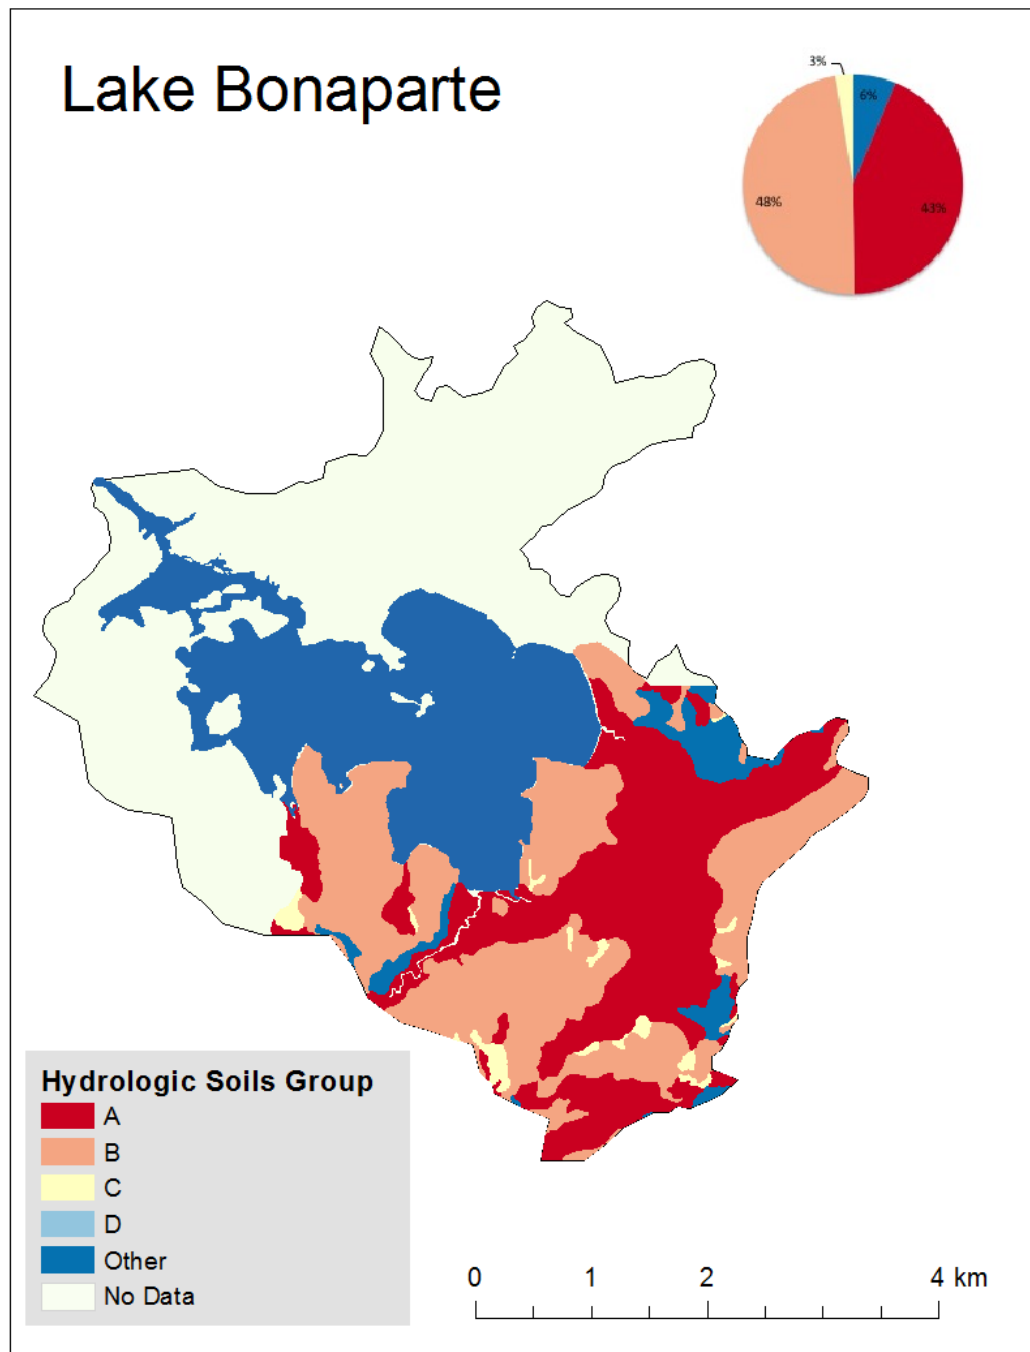 Lake Bonaparte
3%
6%
48%
43%
Hydrologic Soils Group
A
B
C
D
Other
No Data
0 1 2 4 km